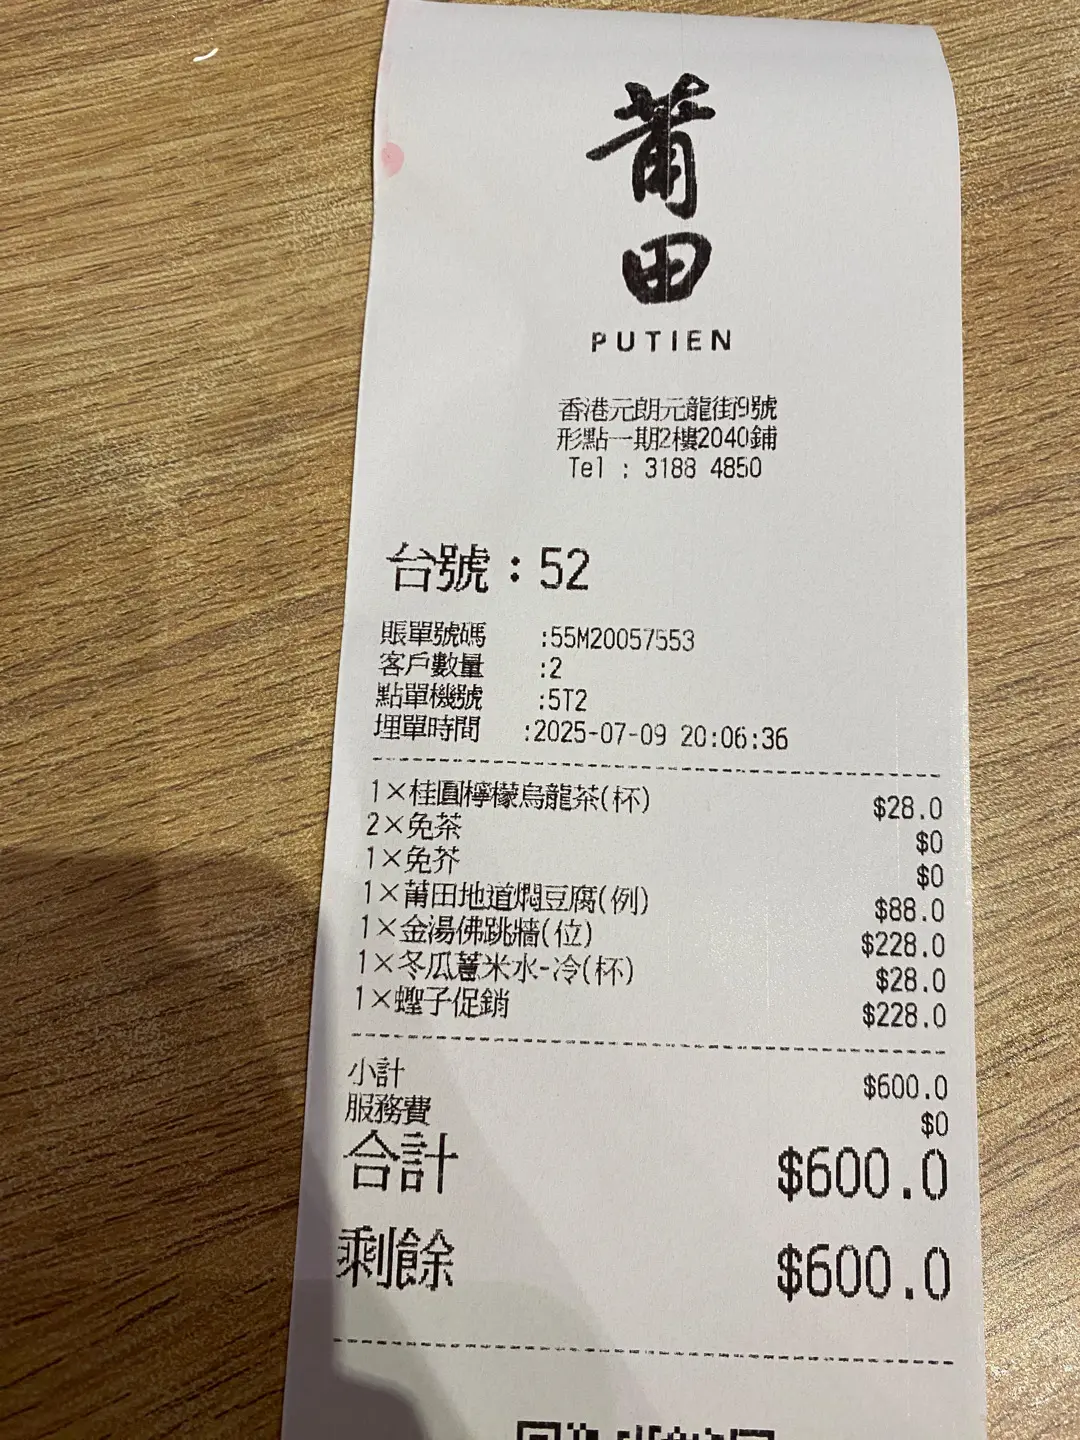 莆
田
PUTIEN
香港元朗元龍街9號
形點一期2樓2040鋪
Tel : 3188 4850
台號：52
賬單號碼 :55M20057553
客戶數量 :2
點單機號 :5T2
埋單時間 :2025-07-09 20:06:36
1×桂圓檸檬烏龍茶(杯) $28.0
2×免茶 $0
1×免芥 $0
1×莆田地道燜豆腐(例) $88.0
1×金湯佛跳牆(位) $228.0
1×冬瓜薏米水-冷(杯) $28.0
1×蟶子促銷 $228.0
小計 $600.0
服務費 $0
合計 $600.0
剩餘 $600.0